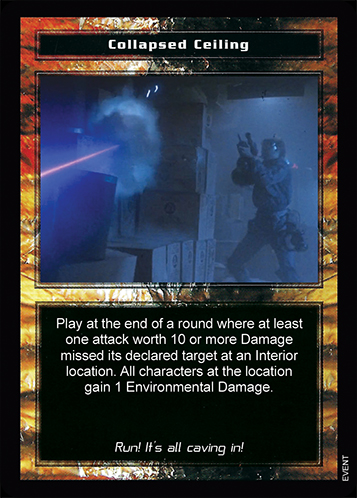 Collapsed Ceiling
Play at the end of a round where at least
one attack worth 10 or more Damage
missed its declared target at an Interior
location. All characters at the location
gain 1 Environmental Damage.
Run! It's all caving in!
EVENT